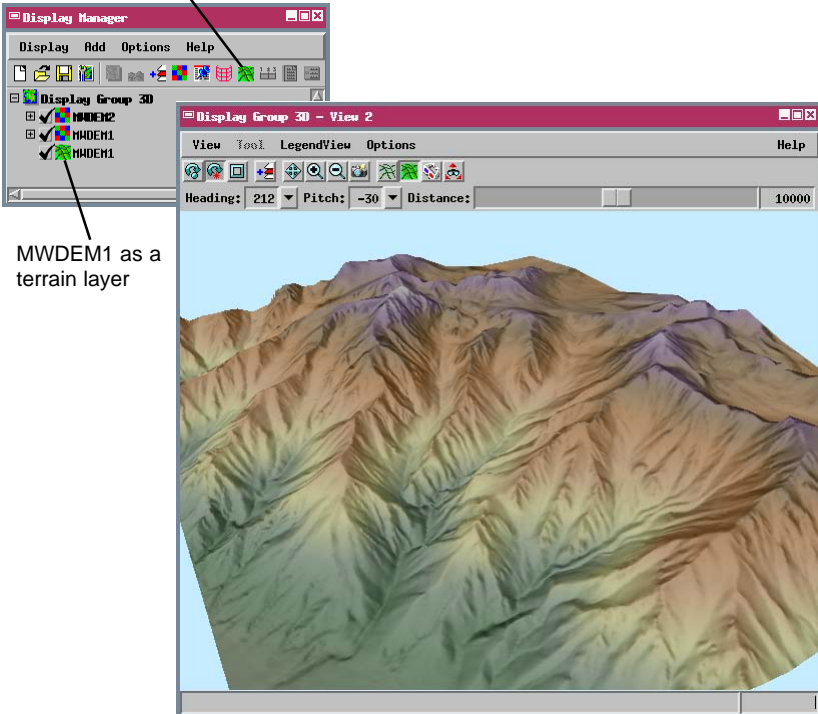 Display Manager
Display Add Options Help
Display Group 3D
MWDEM2
MWDEM1
MWDEM1
Display Group 3D - View 2
View Tool LegendView Options Help
Heading: 212 Pitch: -30 Distance: 10000
MWDEM1 as a
terrain layer